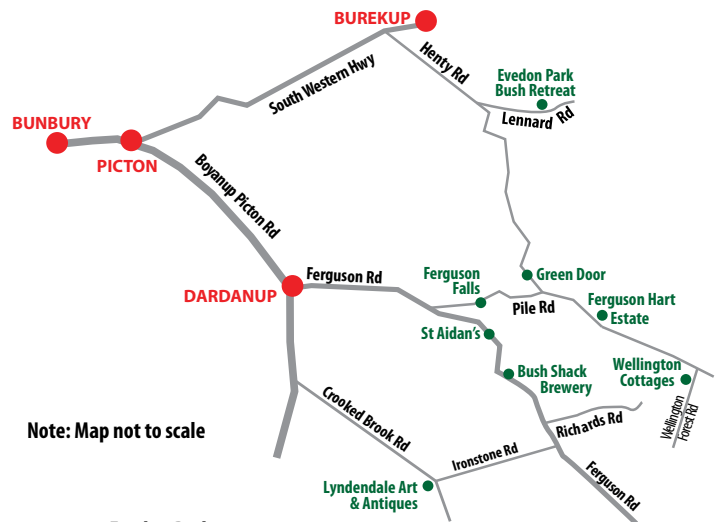 BUREKUP
South Western Hwy
Henty Rd
Evedon Park
Bush Retreat
Lennard Rd
BUNBURY
PICTON
Boyanup Picton Rd
DARDANUP
Ferguson Rd
Ferguson
Falls
Green Door
Pile Rd
Ferguson Hart
Estate
St Aidan's
Bush Shack
Brewery
Wellington
Cottages
Wellington
Forest Rd
Richards Rd
Crooked Brook Rd
Ironstone Rd
Note: Map not to scale
Lyndendale Art
& Antiques
Ferguson Rd